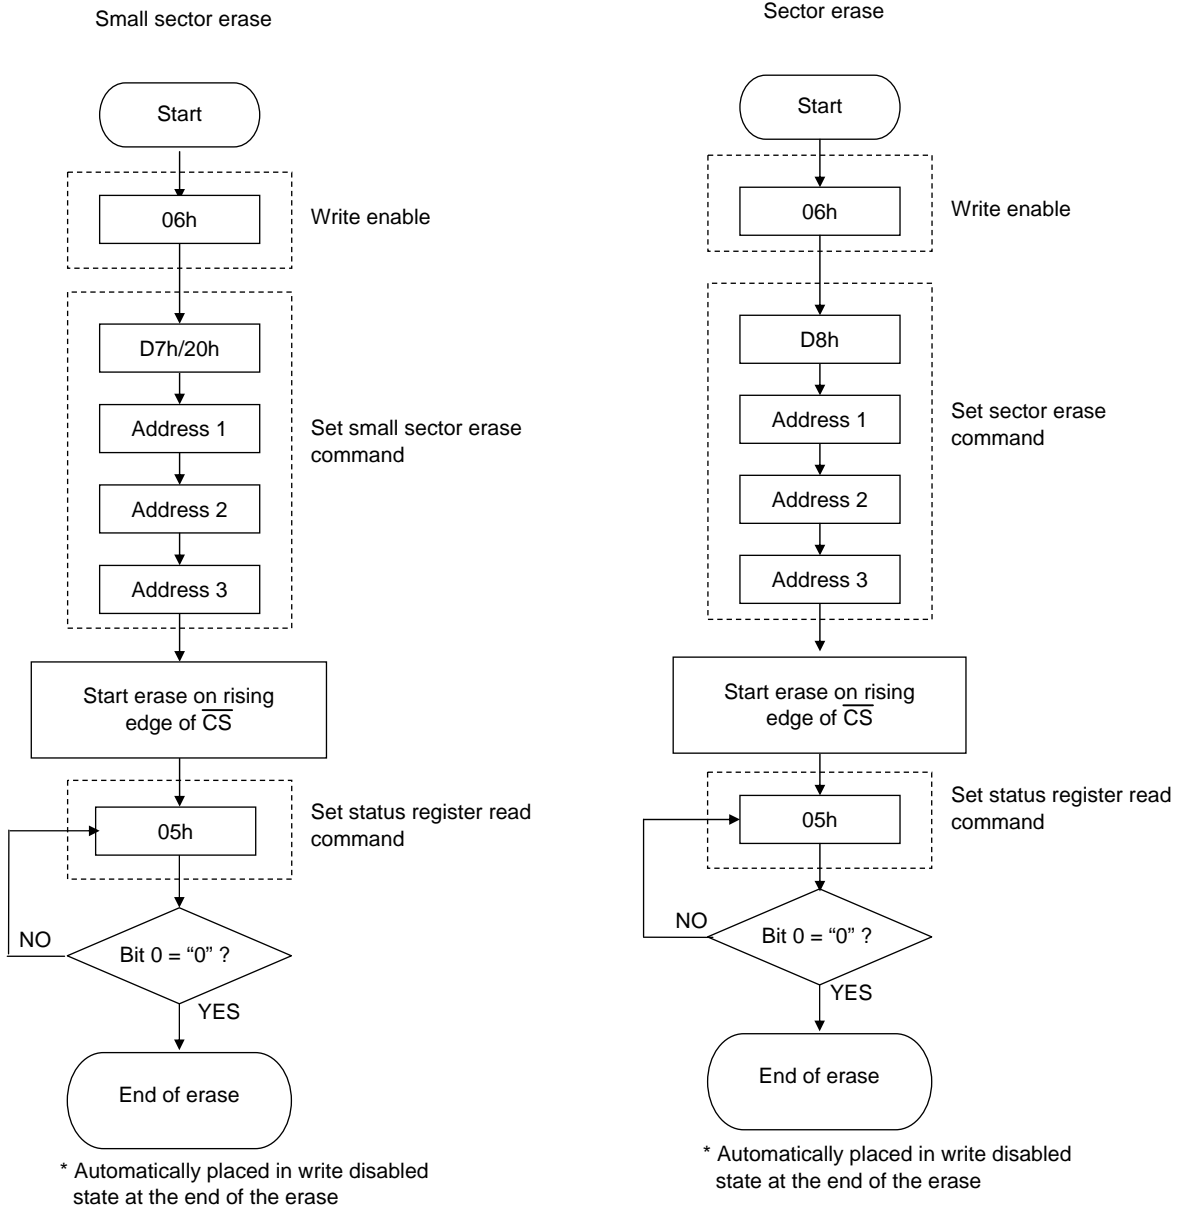 Small sector erase
Start
06h
Write enable
D7h/20h
Address 1
Set small sector erase
command
Address 2
Address 3
Start erase on rising
edge of C̅S̅
05h
Set status register read
command
NO
Bit 0 = “0” ?
YES
End of erase
* Automatically placed in write disabled
state at the end of the erase
Sector erase
Start
06h
Write enable
D8h
Address 1
Set sector erase
command
Address 2
Address 3
Start erase on rising
edge of C̅S̅
Set status register read
command
05h
NO
Bit 0 = “0” ?
YES
End of erase
* Automatically placed in write disabled
state at the end of the erase